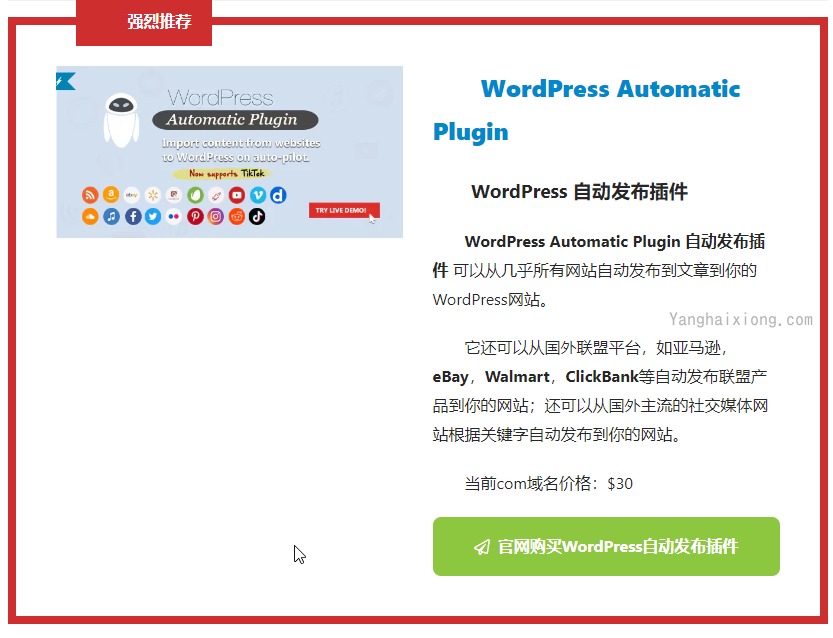 强烈推荐
WordPress
Automatic Plugin
Import content from websites
to WordPress on auto-pilot.
Now supports TikTok
ebay
TRY LIVE DEMO!
WordPress Automatic
Plugin
WordPress 自动发布插件
WordPress Automatic Plugin 自动发布插
件 可以从几乎所有网站自动发布到文章到你的
WordPress网站。
Yanghaixiong.com
它还可以从国外联盟平台，如亚马逊，
eBay，Walmart，ClickBank等自动发布联盟产
品到你的网站；还可以从国外主流的社交媒体网
站根据关键字自动发布到你的网站。
当前com域名价格：$30
官网购买WordPress自动发布插件